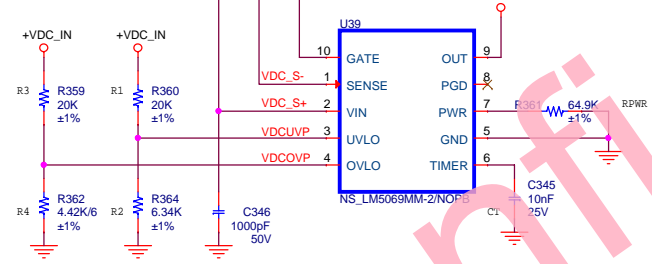 U39
+VDC_IN
+VDC_IN
10
GATE
OUT
9
R3
R359
20K
±1%
R1
R360
20K
±1%
VDC_S-
1
SENSE
PGD
8
VDC_S+
2
VIN
PWR
7
R361
64.9K
±1%
RPWR
VDCUVP
3
UVLO
GND
5
VDCOVP
4
OVLO
TIMER
6
R4
R362
4.42K/6
±1%
R2
R364
6.34K
±1%
C346
1000pF
50V
NS_LM5069MM-2/NOPB
CT
C345
10nF
25V
nfi